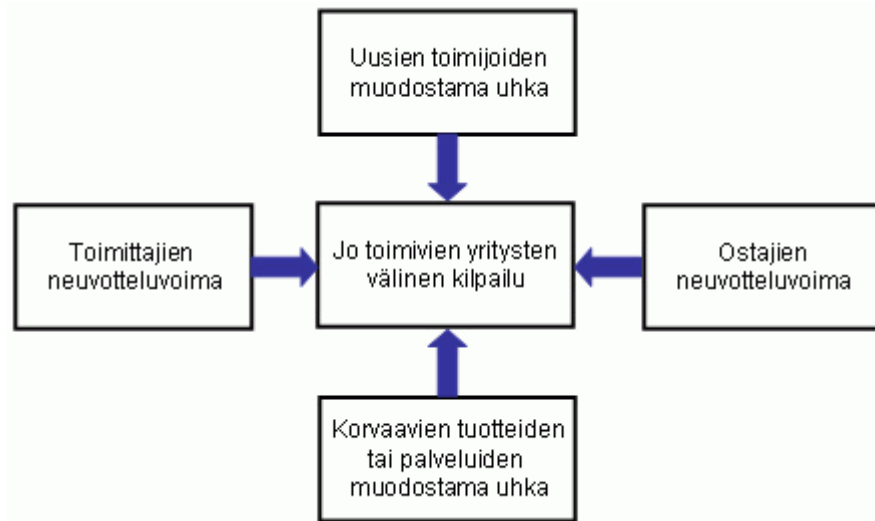 Uusien toimijoiden
muodostama uhka
Toimittajien
neuvotteluvoima
Jo toimivien yritysten
välinen kilpailu
Ostajien
neuvotteluvoima
Korvaavien tuotteiden
tai palveluiden
muodostama uhka